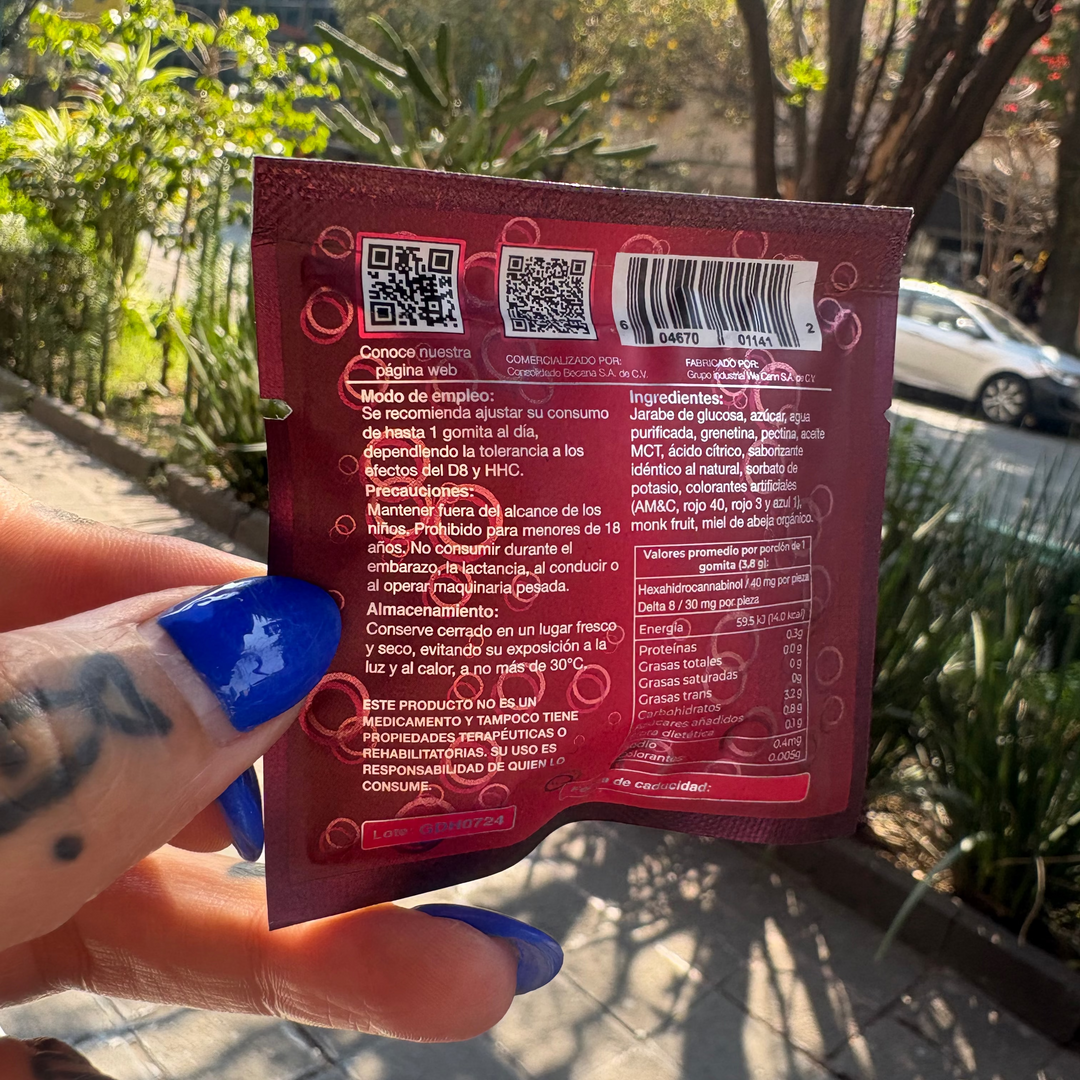 6 04670 01141 2
Conoce nuestra
página web
COMERCIALIZADO POR:
Consolidado Becena S.A. de C.V.
FABRICADO POR:
Grupo Industrial We Cann S.A. de C.V
Modo de empleo:
Se recomienda ajustar su consumo
de hasta 1 gomita al día,
dependiendo la tolerancia a los
efectos del D8 y HHC.
Precauciones:
Mantener fuera del alcance de los
niños. Prohibido para menores de 18
años. No consumir durante el
embarazo, la lactancia, al conducir o
al operar maquinaria pesada.
Almacenamiento:
Conserve cerrado en un lugar fresco
y seco, evitando su exposición a la
luz y al calor, a no más de 30°C.
ESTE PRODUCTO NO ES UN
MEDICAMENTO Y TAMPOCO TIENE
PROPIEDADES TERAPÉUTICAS O
REHABILITATORIAS. SU USO ES
RESPONSABILIDAD DE QUIEN LO
CONSUME.
Lote: GDH0724
Ingredientes:
Jarabe de glucosa, azúcar, agua
purificada, grenetina, pectina, aceite
MCT, ácido cítrico, saborizante
idéntico al natural, sorbato de
potasio, colorantes artificiales
(AM&C, rojo 40, rojo 3 y azul 1),
monk fruit, miel de abeja orgánico.
Valores promedio por porción de 1
gomita (3,8 g):
Hexahidrocannabinol / 40 mg por pieza
Delta 8 / 30 mg por pieza
Energía 59.5 kJ (14.0 kcal)
Proteínas 0.3g
Grasas totales 0.0 g
Grasas saturadas 0 g
Grasas trans 0g
Carbohidratos 3.2 g
añadidos 0.8 g
dietética 0.1 g
0.4mg
0.005g
de caducidad: